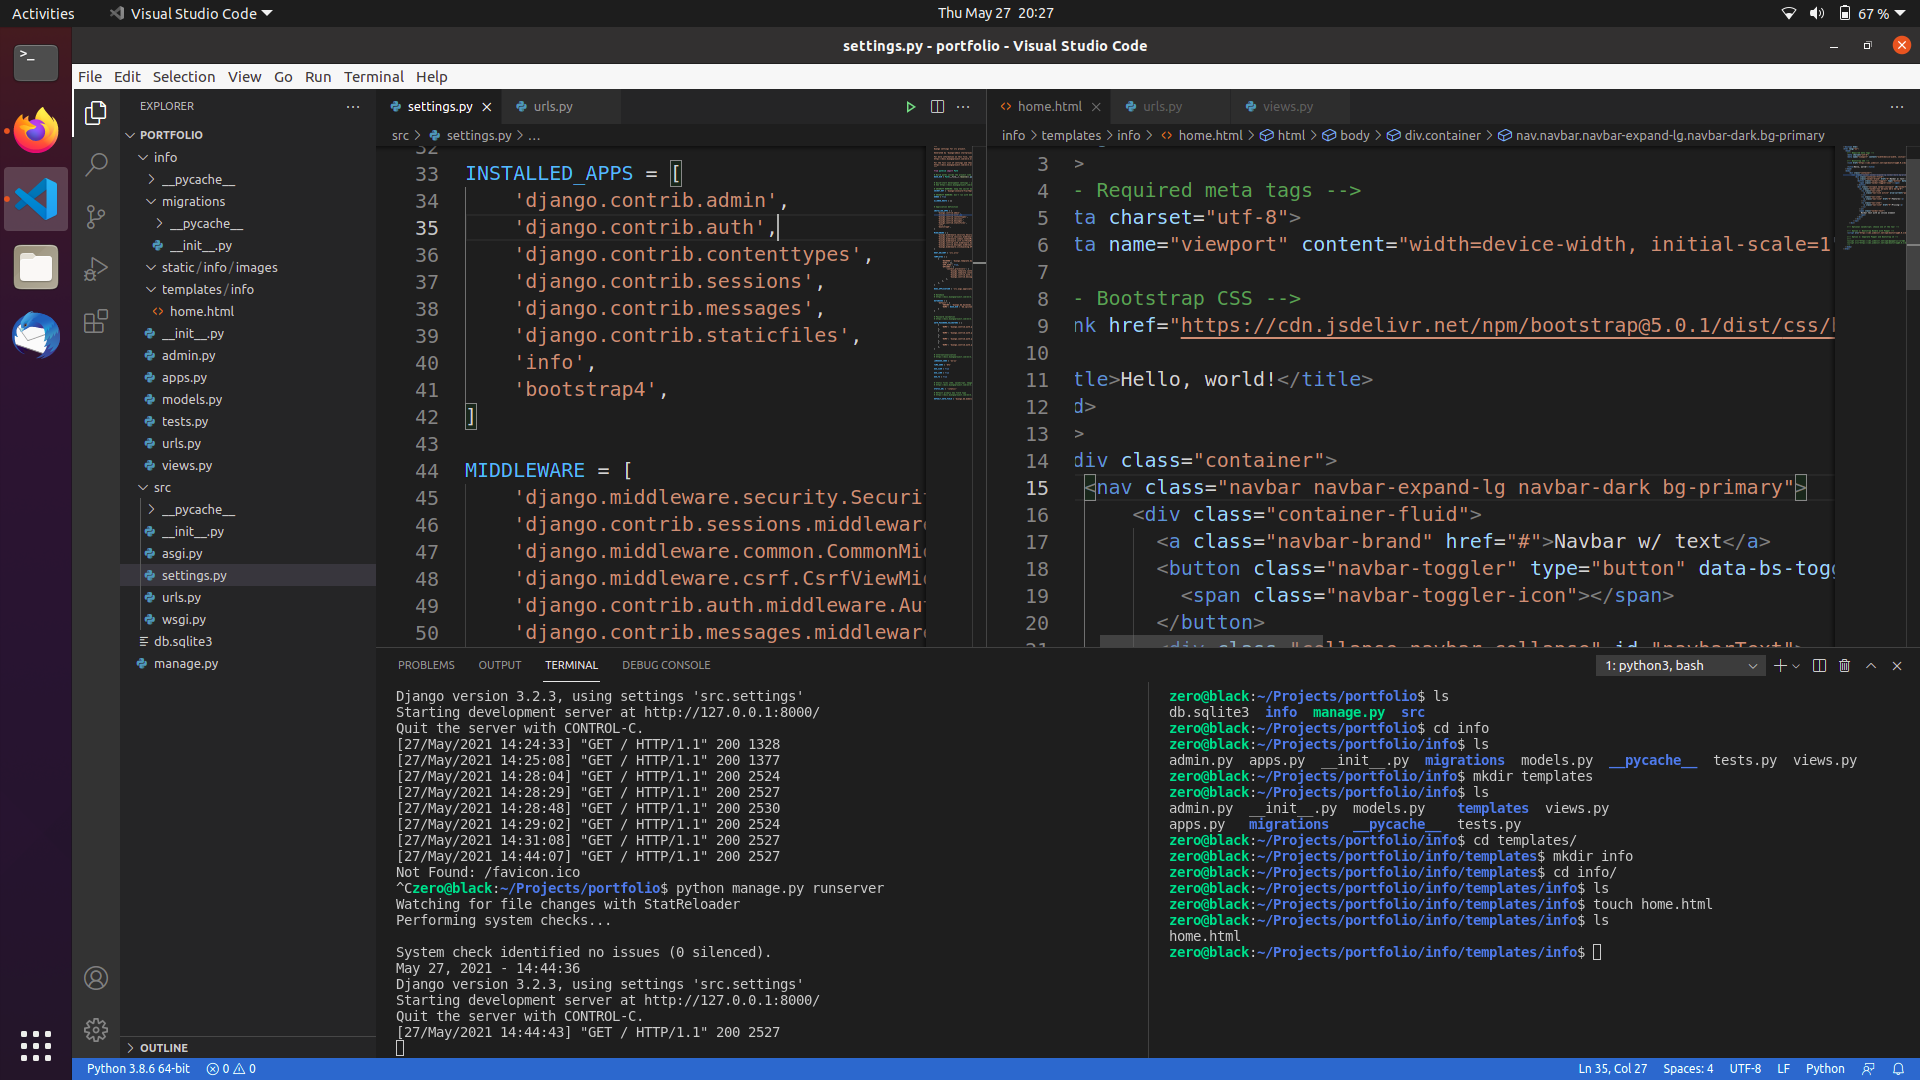 Activities
Visual Studio Code
Thu May 27 20:27
67 %
settings.py - portfolio - Visual Studio Code
File Edit Selection View Go Run Terminal Help
EXPLORER
PORTFOLIO
info
__pycache__
migrations
__pycache__
__init__.py
static/info/images
templates/info
home.html
__init__.py
admin.py
apps.py
models.py
tests.py
urls.py
views.py
src
__pycache__
__init__.py
asgi.py
settings.py
urls.py
wsgi.py
db.sqlite3
manage.py
OUTLINE
settings.py
urls.py
src > settings.py > ...
32
33 INSTALLED_APPS = [
34 'django.contrib.admin',
35 'django.contrib.auth',
36 'django.contrib.contenttypes',
37 'django.contrib.sessions',
38 'django.contrib.messages',
39 'django.contrib.staticfiles',
40 'info',
41 'bootstrap4',
42 ]
43
44 MIDDLEWARE = [
45 'django.middleware.security.Securit
46 'django.contrib.sessions.middleware
47 'django.middleware.common.CommonMid
48 'django.middleware.csrf.CsrfViewMid
49 'django.contrib.auth.middleware.Aut
50 'django.contrib.messages.middleware
home.html
urls.py
views.py
info > templates > info > home.html > html > body > div.container > nav.navbar.navbar-expand-lg.navbar-dark.bg-primary
3 >
4 - Required meta tags -->
5 ta charset="utf-8">
6 ta name="viewport" content="width=device-width, initial-scale=1"
7
8 - Bootstrap CSS -->
9 nk href="https://cdn.jsdelivr.net/npm/bootstrap@5.0.1/dist/css/b
10
11 tle>Hello, world!</title>
12 d>
13 >
14 div class="container">
15 <nav class="navbar navbar-expand-lg navbar-dark bg-primary">
16 <div class="container-fluid">
17 <a class="navbar-brand" href="#">Navbar w/ text</a>
18 <button class="navbar-toggler" type="button" data-bs-togg
19 <span class="navbar-toggler-icon"></span>
20 </button>
21 <div class="collapse navbar-collapse" id="navbarText">
PROBLEMS OUTPUT TERMINAL DEBUG CONSOLE
1: python3, bash
Django version 3.2.3, using settings 'src.settings'
Starting development server at http://127.0.0.1:8000/
Quit the server with CONTROL-C.
[27/May/2021 14:24:33] "GET / HTTP/1.1" 200 1328
[27/May/2021 14:25:08] "GET / HTTP/1.1" 200 1377
[27/May/2021 14:28:04] "GET / HTTP/1.1" 200 2524
[27/May/2021 14:28:29] "GET / HTTP/1.1" 200 2527
[27/May/2021 14:28:48] "GET / HTTP/1.1" 200 2530
[27/May/2021 14:29:02] "GET / HTTP/1.1" 200 2524
[27/May/2021 14:31:08] "GET / HTTP/1.1" 200 2527
[27/May/2021 14:44:07] "GET / HTTP/1.1" 200 2527
Not Found: /favicon.ico
^Czero@black:~/Projects/portfolio$ python manage.py runserver
Watching for file changes with StatReloader
Performing system checks...
System check identified no issues (0 silenced).
May 27, 2021 - 14:44:36
Django version 3.2.3, using settings 'src.settings'
Starting development server at http://127.0.0.1:8000/
Quit the server with CONTROL-C.
[27/May/2021 14:44:43] "GET / HTTP/1.1" 200 2527
zero@black:~/Projects/portfolio$ ls
db.sqlite3 info manage.py src
zero@black:~/Projects/portfolio$ cd info
zero@black:~/Projects/portfolio/info$ ls
admin.py apps.py __init__.py migrations models.py __pycache__ tests.py views.py
zero@black:~/Projects/portfolio/info$ mkdir templates
zero@black:~/Projects/portfolio/info$ ls
admin.py __init__.py models.py templates views.py
apps.py migrations __pycache__ tests.py
zero@black:~/Projects/portfolio/info$ cd templates/
zero@black:~/Projects/portfolio/info/templates$ mkdir info
zero@black:~/Projects/portfolio/info/templates$ cd info/
zero@black:~/Projects/portfolio/info/templates/info$ ls
zero@black:~/Projects/portfolio/info/templates/info$ touch home.html
zero@black:~/Projects/portfolio/info/templates/info$ ls
home.html
zero@black:~/Projects/portfolio/info/templates/info$
Python 3.8.6 64-bit
0 0
Ln 35, Col 27
Spaces: 4
UTF-8
LF
Python